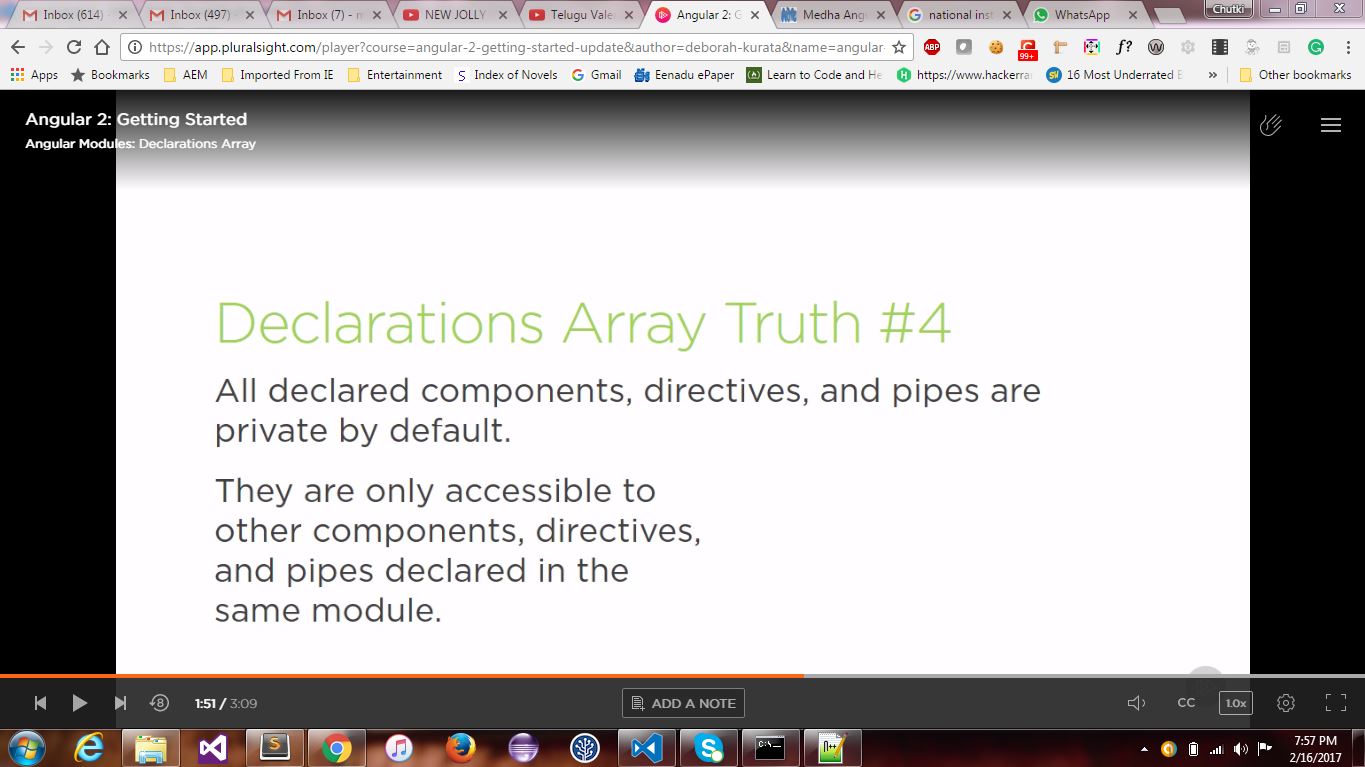 Inbox (614)
Inbox (497)
Inbox (7) - m
NEW JOLLY
Telugu Vale
Angular 2: G
Medha Ang
national inst
WhatsApp
Chutki
https://app.pluralsight.com/player?course=angular-2-getting-started-update&author=deborah-kurata&name=angular-
ABP
99+
f?
Apps
Bookmarks
AEM
Imported From IE
Entertainment
Index of Novels
Gmail
Eenadu ePaper
Learn to Code and He
https://www.hackerra
16 Most Underrated E
»
Other bookmarks
Angular 2: Getting Started
Angular Modules: Declarations Array
Declarations Array Truth #4
All declared components, directives, and pipes are
private by default.
They are only accessible to
other components, directives,
and pipes declared in the
same module.
8
1:51 / 3:09
ADD A NOTE
CC
1.0x
7:57 PM
2/16/2017